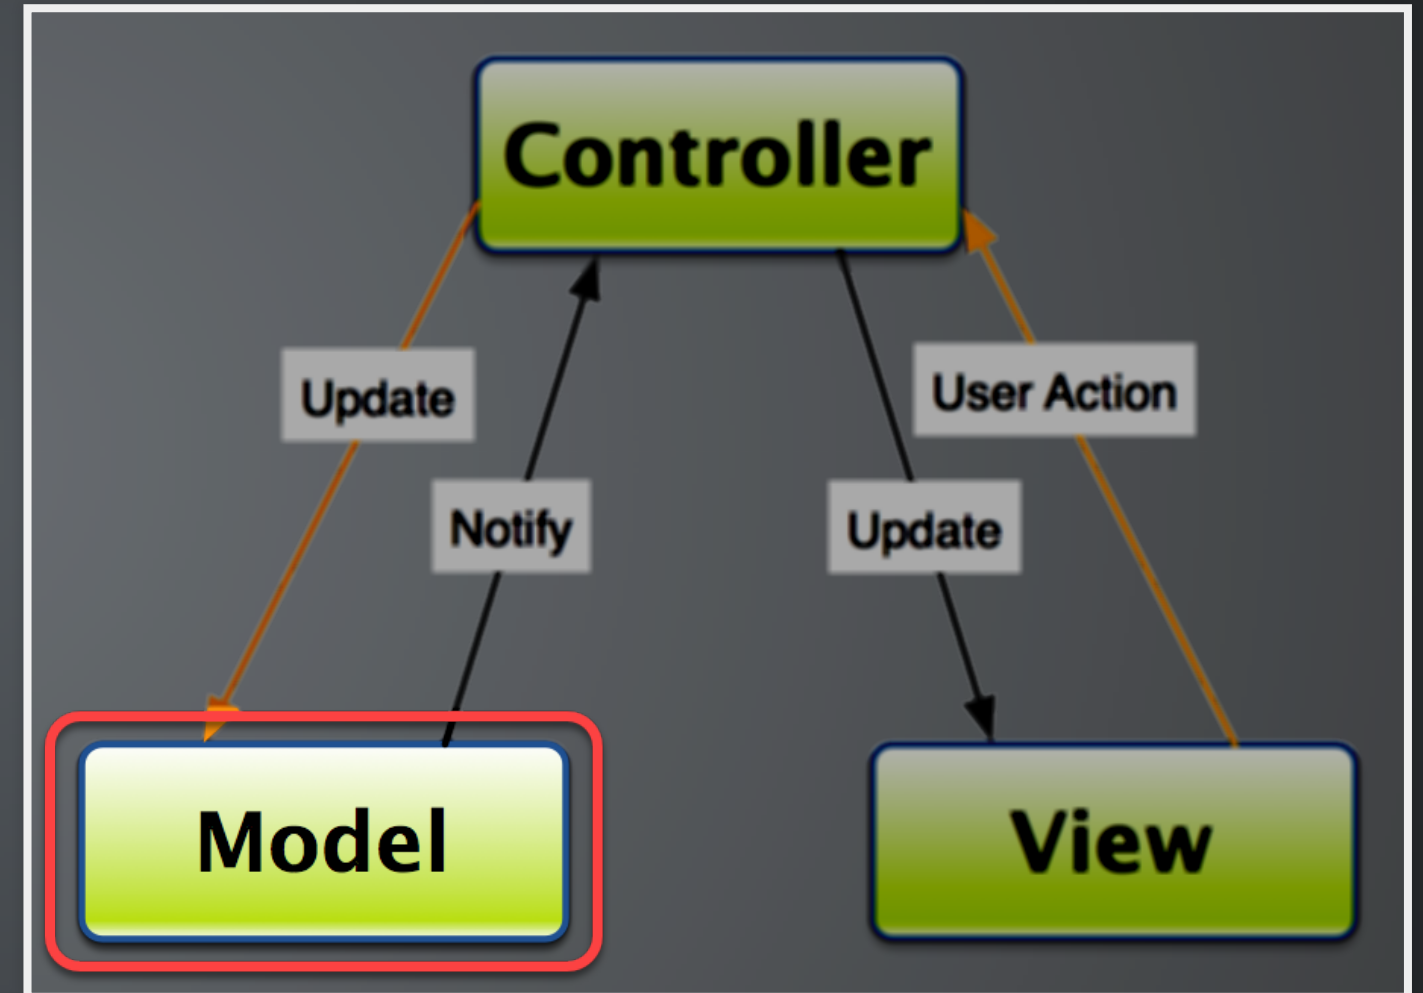 Controller
Update
User Action
Notify
Update
Model
View